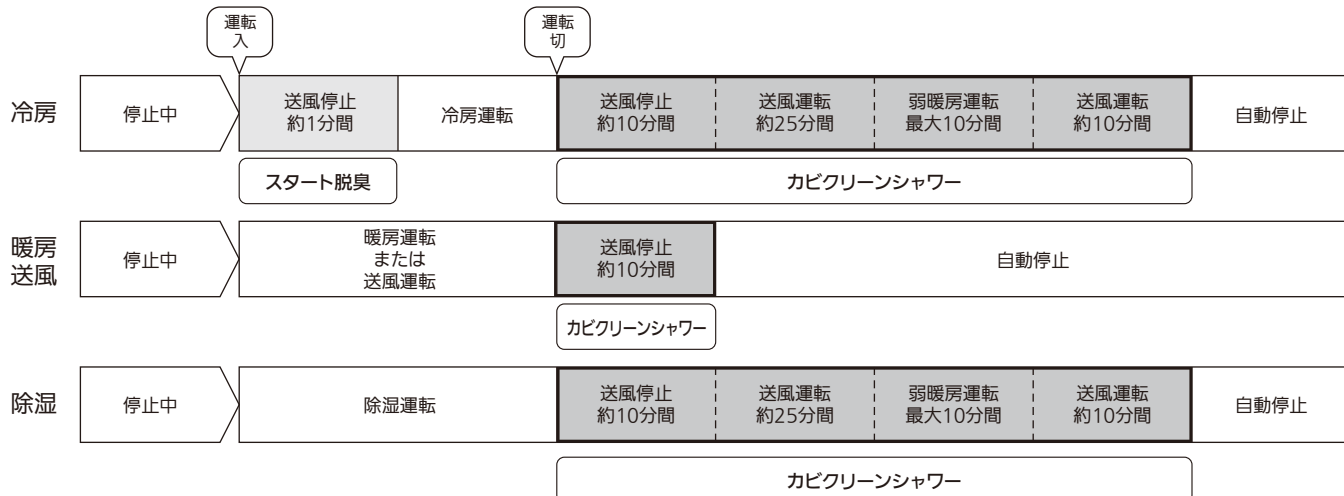 運転
入
運転
切
冷房
停止中
送風停止
約1分間
冷房運転
送風停止
約10分間
送風運転
約25分間
弱暖房運転
最大10分間
送風運転
約10分間
自動停止
スタート脱臭
カビクリーンシャワー
暖房
送風
停止中
暖房運転
または
送風運転
送風停止
約10分間
自動停止
カビクリーンシャワー
除湿
停止中
除湿運転
送風停止
約10分間
送風運転
約25分間
弱暖房運転
最大10分間
送風運転
約10分間
自動停止
カビクリーンシャワー